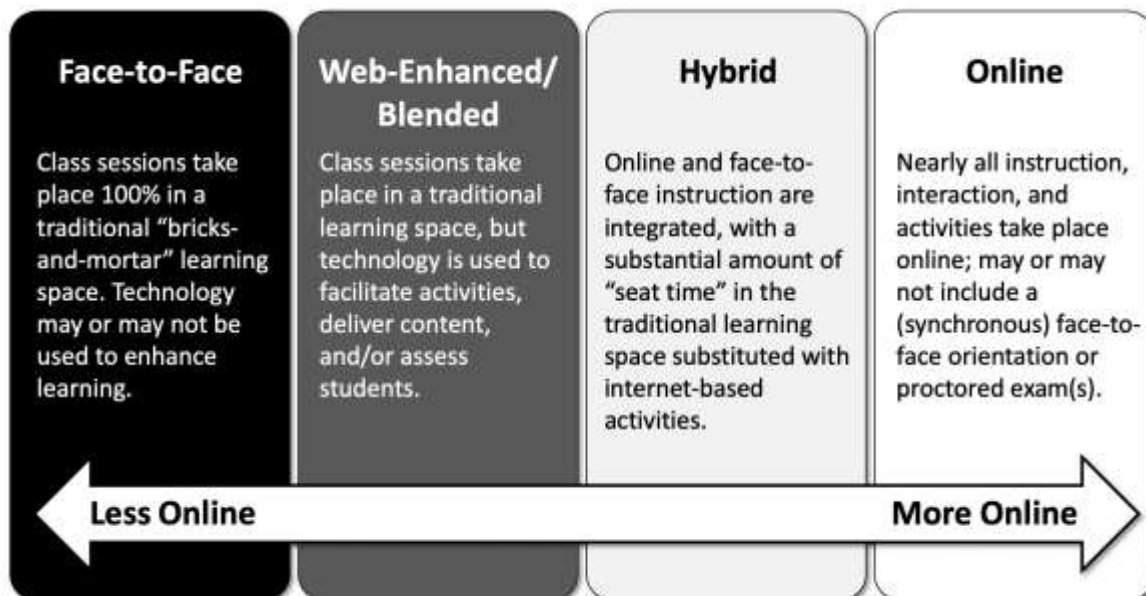 Face-to-Face
Class sessions take
place 100% in a
traditional “bricks-
and-mortar” learning
space. Technology
may or may not be
used to enhance
learning.
Web-Enhanced/
Blended
Class sessions take
place in a traditional
learning space, but
technology is used to
facilitate activities,
deliver content,
and/or assess
students.
Hybrid
Online and face-to-
face instruction are
integrated, with a
substantial amount of
“seat time” in the
traditional learning
space substituted with
internet-based
activities.
Online
Nearly all instruction,
interaction, and
activities take place
online; may or may
not include a
(synchronous) face-to-
face orientation or
proctored exam(s).
Less Online
More Online